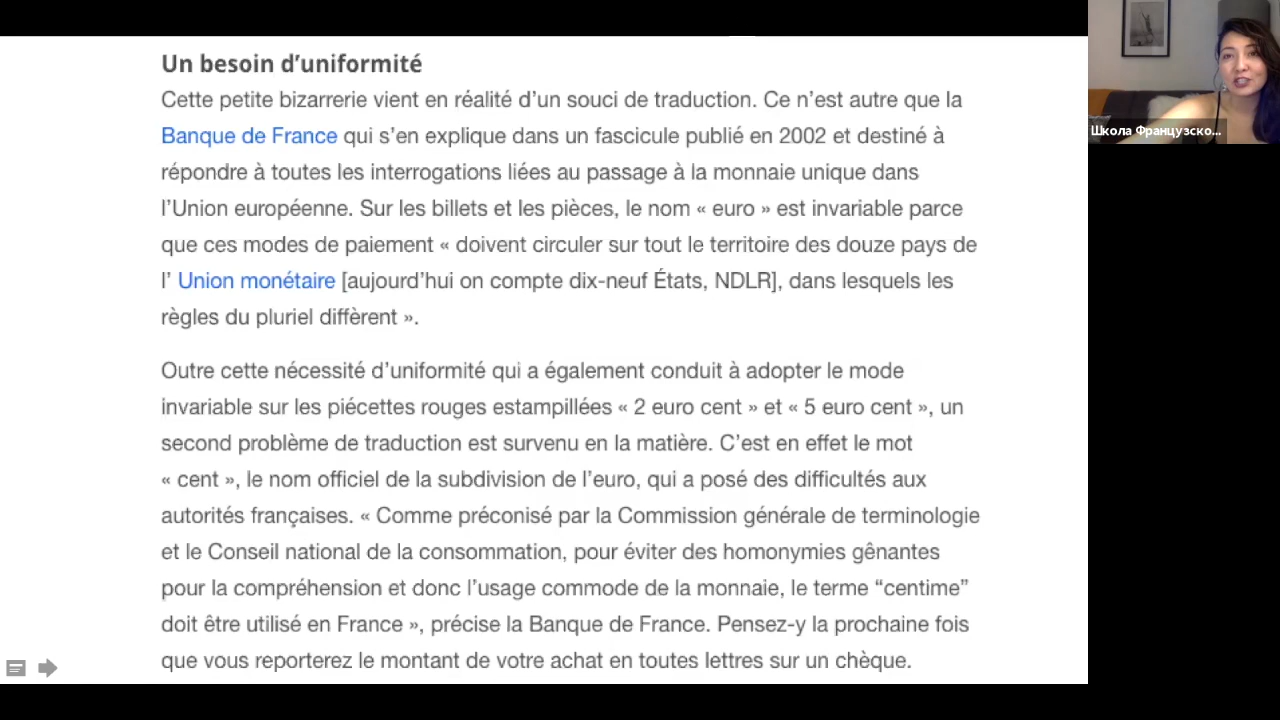 Un besoin d’uniformité
Cette petite bizarrerie vient en réalité d’un souci de traduction. Ce n’est autre que la
Banque de France qui s’en explique dans un fascicule publié en 2002 et destiné à
répondre à toutes les interrogations liées au passage à la monnaie unique dans
l’Union européenne. Sur les billets et les pièces, le nom « euro » est invariable parce
que ces modes de paiement « doivent circuler sur tout le territoire des douze pays de
l’ Union monétaire [aujourd’hui on compte dix-neuf États, NDLR], dans lesquels les
règles du pluriel diffèrent ».
Outre cette nécessité d’uniformité qui a également conduit à adopter le mode
invariable sur les piécettes rouges estampillées « 2 euro cent » et « 5 euro cent », un
second problème de traduction est survenu en la matière. C’est en effet le mot
« cent », le nom officiel de la subdivision de l’euro, qui a posé des difficultés aux
autorités françaises. « Comme préconisé par la Commission générale de terminologie
et le Conseil national de la consommation, pour éviter des homonymies gênantes
pour la compréhension et donc l’usage commode de la monnaie, le terme “centime”
doit être utilisé en France », précise la Banque de France. Pensez-y la prochaine fois
que vous reporterez le montant de votre achat en toutes lettres sur un chèque.
Школа Французско...